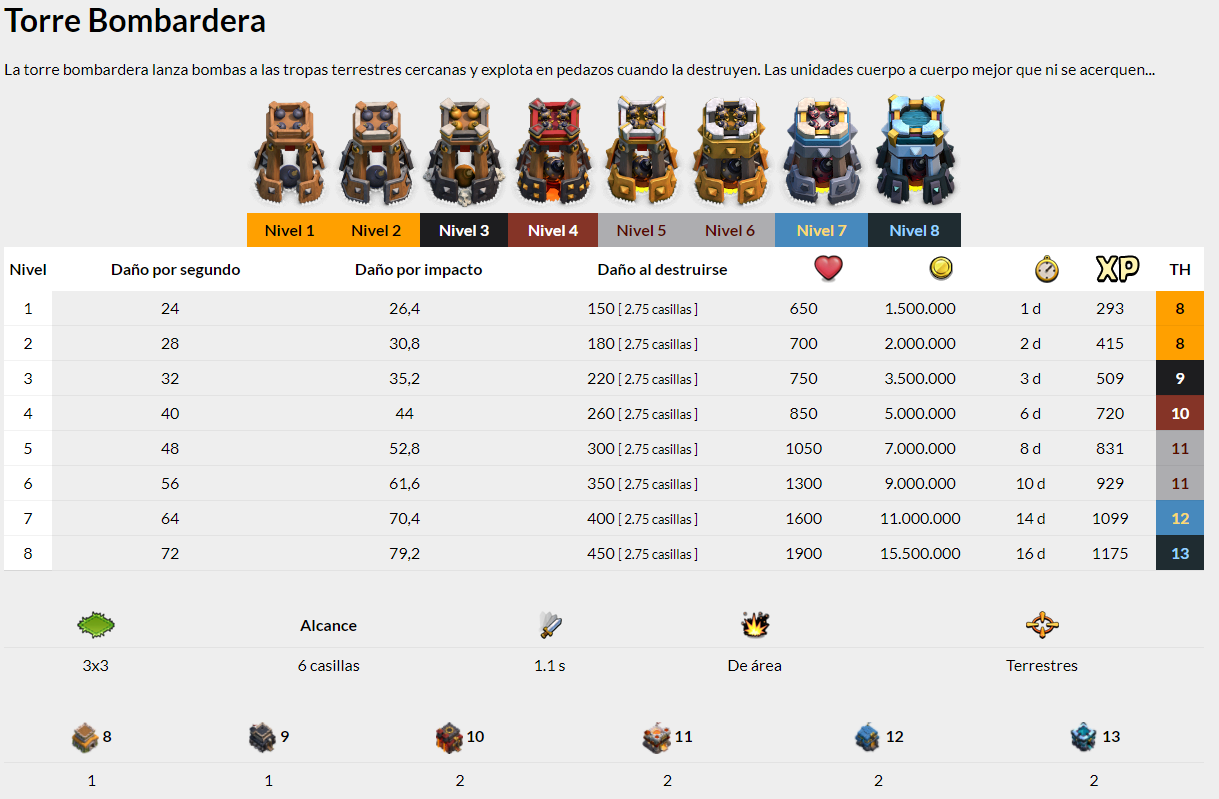 Torre Bombardera
La torre bombardera lanza bombas a las tropas terrestres cercanas y explota en pedazos cuando la destruyen. Las unidades cuerpo a cuerpo mejor que ni se acerquen...
Nivel 1 Nivel 2 Nivel 3 Nivel 4 Nivel 5 Nivel 6 Nivel 7 Nivel 8
Nivel Daño por segundo Daño por impacto Daño al destruirse XP TH
1 24 26,4 150 [ 2.75 casillas ] 650 1.500.000 1 d 293 8
2 28 30,8 180 [ 2.75 casillas ] 700 2.000.000 2 d 415 8
3 32 35,2 220 [ 2.75 casillas ] 750 3.500.000 3 d 509 9
4 40 44 260 [ 2.75 casillas ] 850 5.000.000 6 d 720 10
5 48 52,8 300 [ 2.75 casillas ] 1050 7.000.000 8 d 831 11
6 56 61,6 350 [ 2.75 casillas ] 1300 9.000.000 10 d 929 11
7 64 70,4 400 [ 2.75 casillas ] 1600 11.000.000 14 d 1099 12
8 72 79,2 450 [ 2.75 casillas ] 1900 15.500.000 16 d 1175 13
Alcance
3x3 6 casillas 1.1 s De área Terrestres
8 9 10 11 12 13
1 1 2 2 2 2